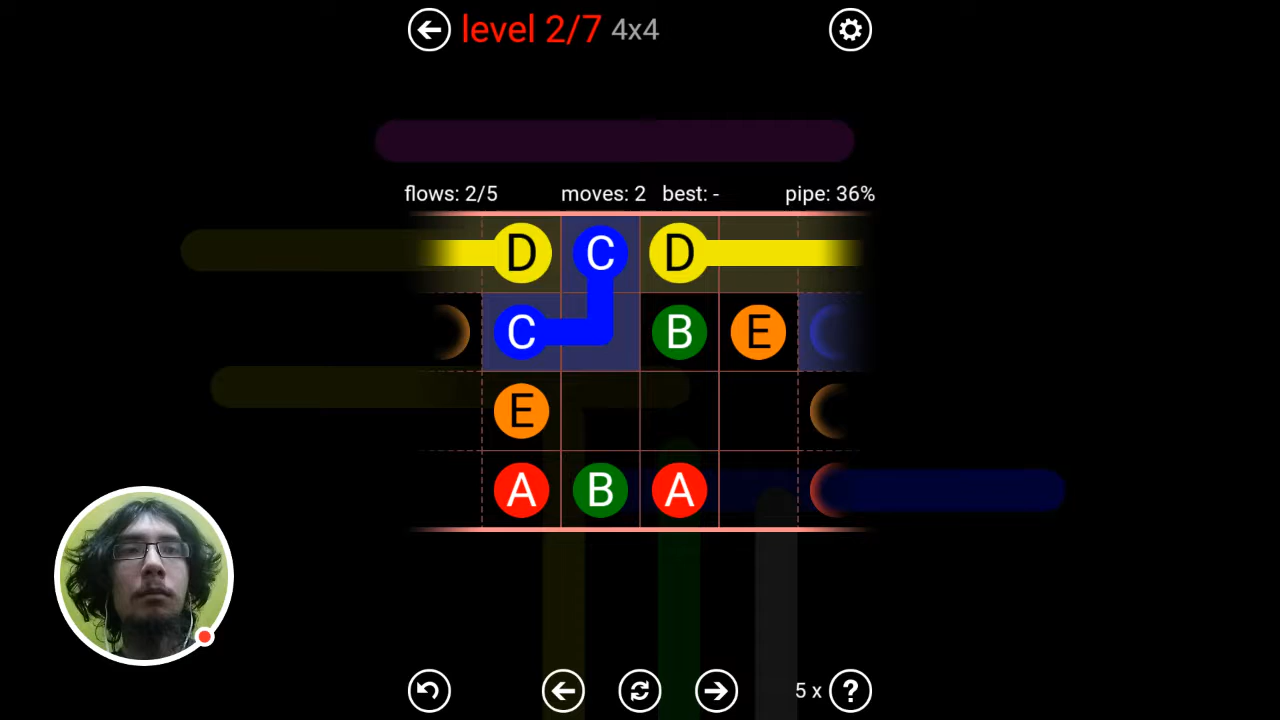 level 2/7 4x4
flows: 2/5 moves: 2 best: - pipe: 36%
D C D
C B E
E
A B A
5 x ?